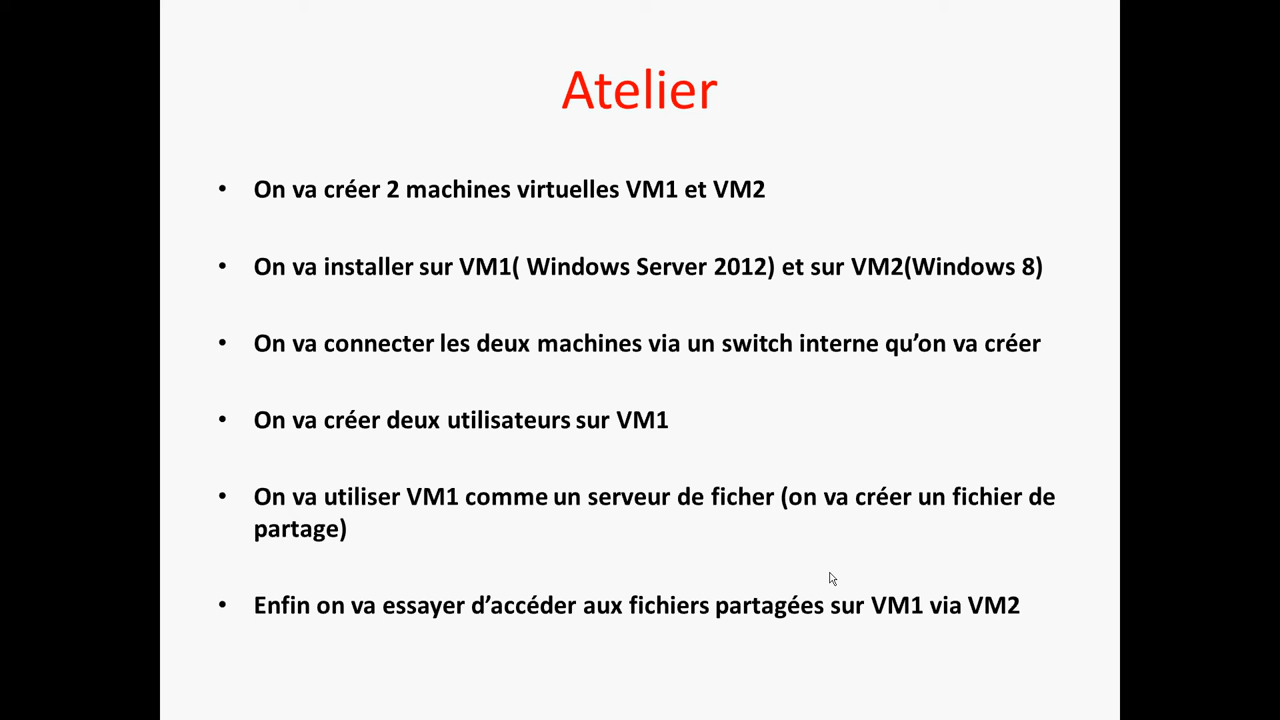 Atelier
• On va créer 2 machines virtuelles VM1 et VM2
• On va installer sur VM1( Windows Server 2012) et sur VM2(Windows 8)
• On va connecter les deux machines via un switch interne qu’on va créer
• On va créer deux utilisateurs sur VM1
• On va utiliser VM1 comme un serveur de ficher (on va créer un fichier de
partage)
• Enfin on va essayer d’accéder aux fichiers partagées sur VM1 via VM2